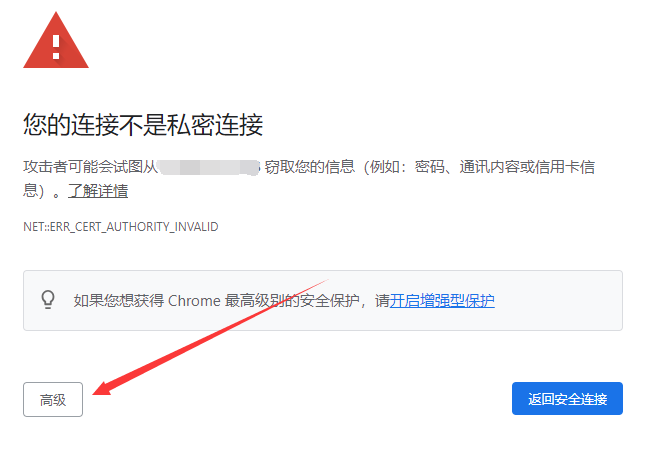 您的连接不是私密连接
攻击者可能会试图从 窃取您的信息（例如：密码、通讯内容或信用卡信
息）。了解详情
NET::ERR_CERT_AUTHORITY_INVALID
如果您想获得 Chrome 最高级别的安全保护，请开启增强型保护
高级
返回安全连接